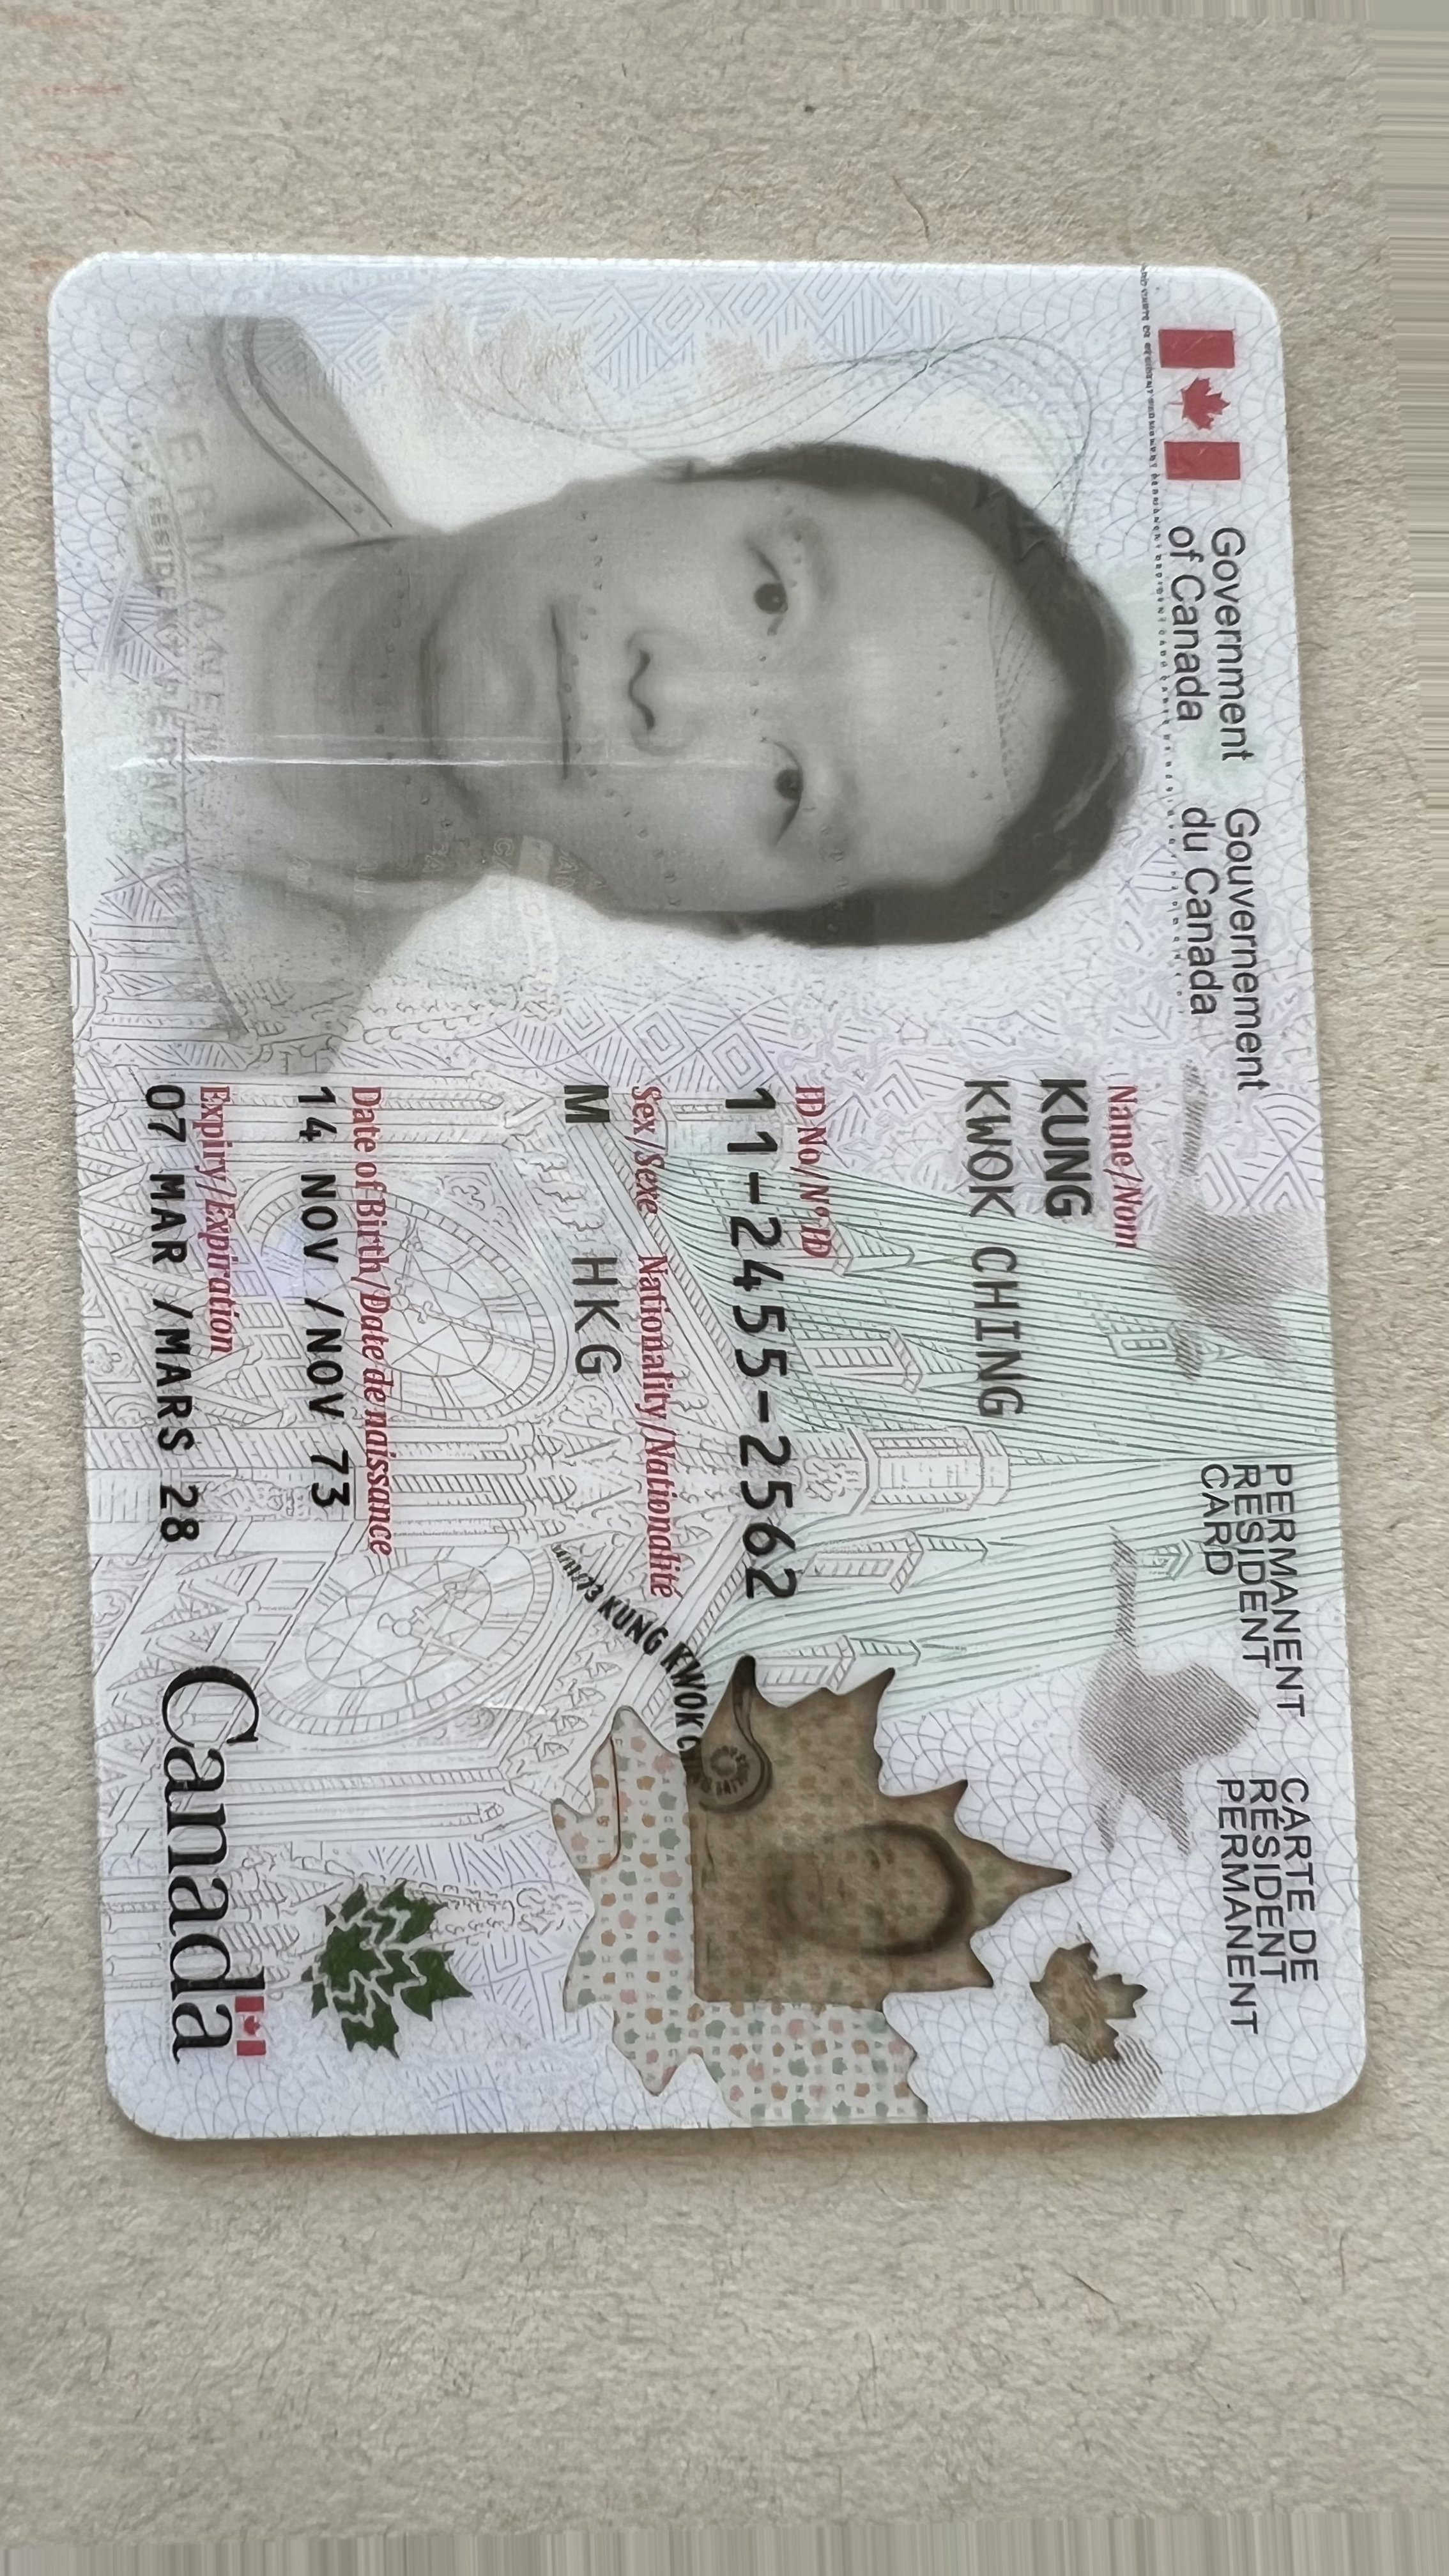 Government of Canada
Gouvernement du Canada
PERMANENT RESIDENT CARD
CARTE DE RÉSIDENT PERMANENT
Name/Nom
KUNG
KWOK CHING
ID No/Nº ID
11-2455-2562
Sex/Sexe Nationality/Nationalité
M HKG
Date of Birth/Date de naissance
14 NOV /NOV 73
Expiry/Expiration
07 MAR /MARS 28
KUNG KWOK
Canada